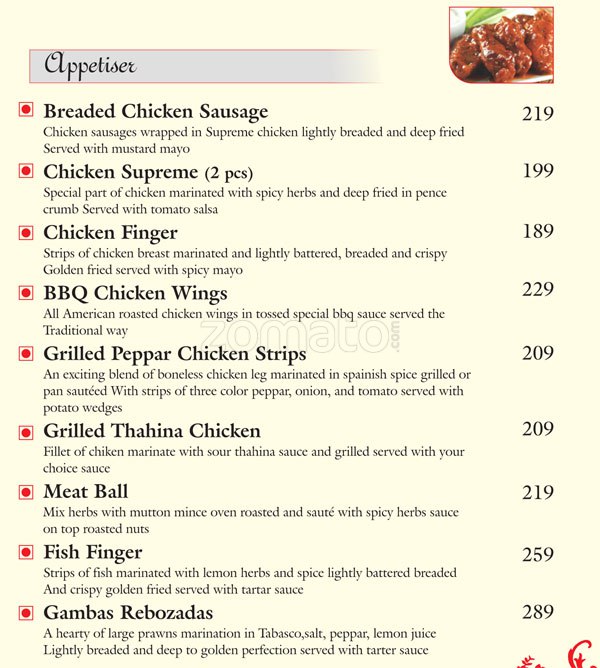 Appetiser
Breaded Chicken Sausage 219
Chicken sausages wrapped in Supreme chicken lightly breaded and deep fried
Served with mustard mayo
Chicken Supreme (2 pcs) 199
Special part of chicken marinated with spicy herbs and deep fried in pence
crumb Served with tomato salsa
Chicken Finger 189
Strips of chicken breast marinated and lightly battered, breaded and crispy
Golden fried served with spicy mayo
BBQ Chicken Wings 229
All American roasted chicken wings in tossed special bbq sauce served the
Traditional way
zomato.com
Grilled Peppar Chicken Strips 209
An exciting blend of boneless chicken leg marinated in spainish spice grilled or
pan sautéed With strips of three color peppar, onion, and tomato served with
potato wedges
Grilled Thahina Chicken 209
Fillet of chiken marinate with sour thahina sauce and grilled served with your
choice sauce
Meat Ball 219
Mix herbs with mutton mince oven roasted and sauté with spicy herbs sauce
on top roasted nuts
Fish Finger 259
Strips of fish marinated with lemon herbs and spice lightly battered breaded
And crispy golden fried served with tartar sauce
Gambas Rebozadas 289
A hearty of large prawns marination in Tabasco,salt, peppar, lemon juice
Lightly breaded and deep to golden perfection served with tarter sauce